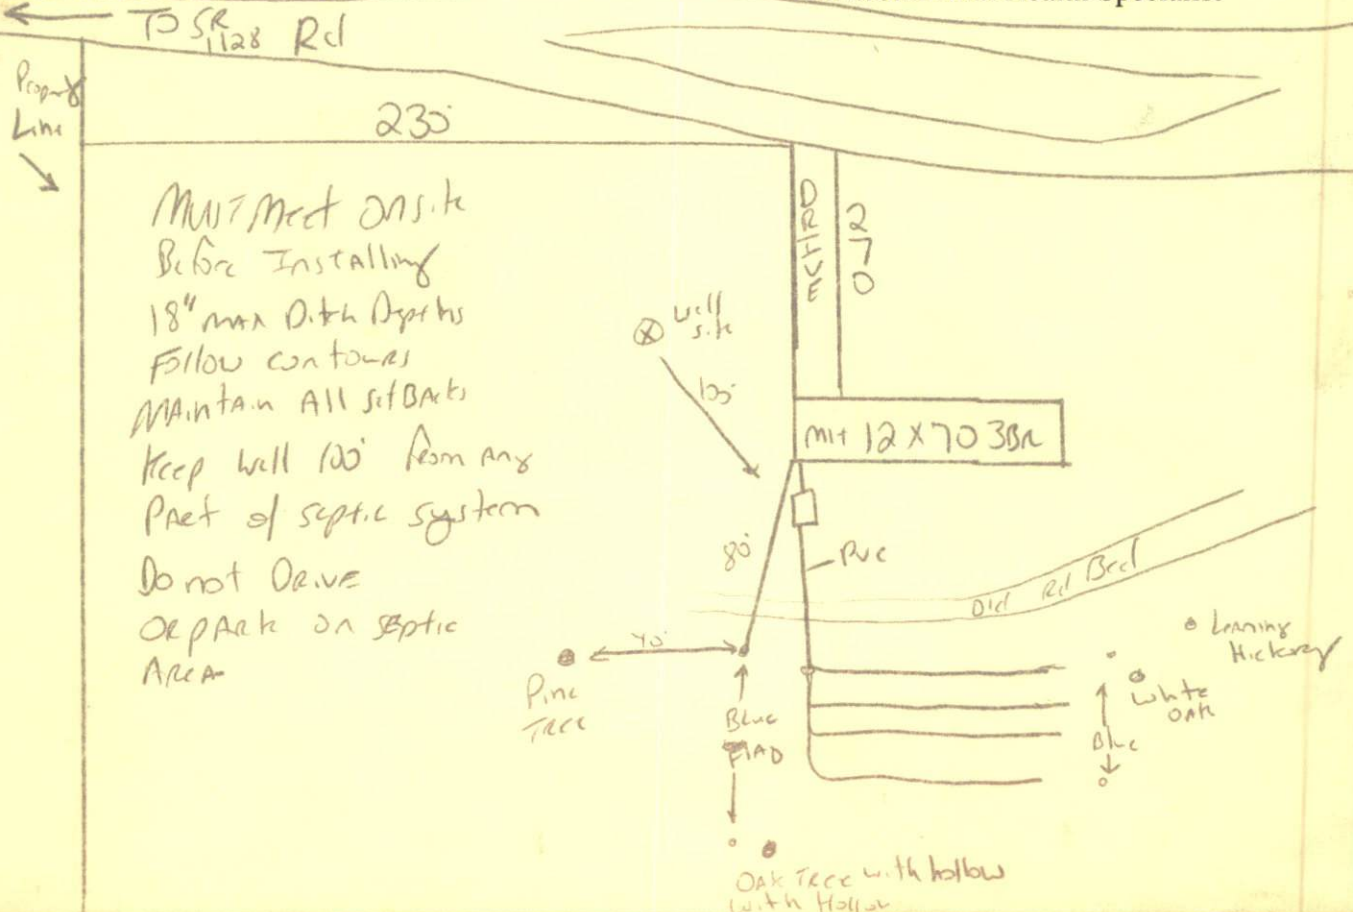 TO SR 1128 Rd
Property
Line
230'
Must Meet onsite
Before Installing
18" max Ditch Depths
Follow contours
Maintain All SetBacks
Keep well 100' from any
Part of septic system
Do not Drive
or park on septic
Area
DRIVE
270
well
site
100'
MH 12 X 70 3BR
80'
PVC
Old Rd Bed
Leaning
Hickory
White
Oak
Blue
Pine
Tree
Blue
Oak Tree with hollow
with Hollow